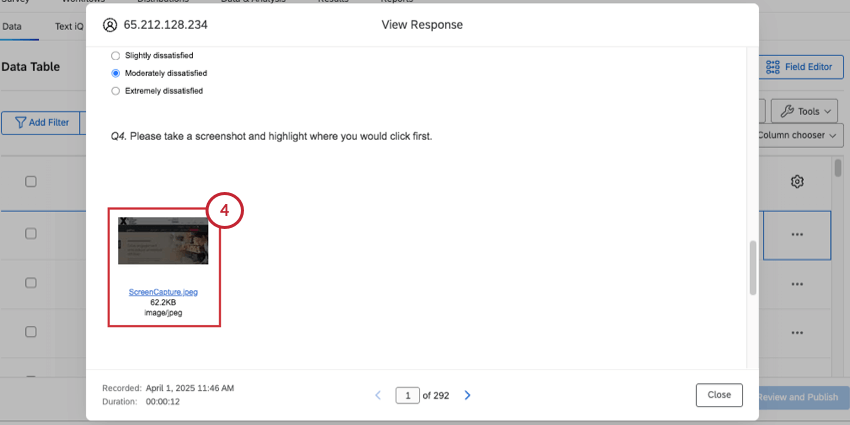 Survey Workflows Distributions Data & Analysis Results Reports
Data Text iQ
Data Table
Field Editor
Add Filter
Tools
Column chooser
Review and Publish
65.212.128.234
View Response
Slightly dissatisfied
Moderately dissatisfied
Extremely dissatisfied
Q4. Please take a screenshot and highlight where you would click first.
4
ScreenCapture.jpeg
62.2KB
image/jpeg
Recorded: April 1, 2025 11:46 AM
Duration: 00:00:12
1 of 292
Close